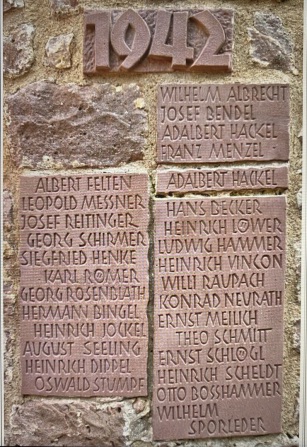 1942
WILHELM ALBRECHT
JOSEF BENDEL
ADALBERT HACKEL
FRANZ MENZEL
ADALBERT HACKEL
ALBERT FELTEN
LEOPOLD MESSNER
JOSEF REITINGER
GEORG SCHIRMER
SIEGFRIED HENKE
KARL RÖMER
GEORG ROSENBLATH
HERMANN BINGEL
HEINRICH JOCKEL
AUGUST SEELING
HEINRICH DIPPEL
OSWALD STUMPE
HANS BECKER
HEINRICH LÖWER
LUDWIG HAMMER
HEINRICH VINCON
WILLI RAUPACH
KONRAD NEURATH
ERNST MEILICH
THEO SCHMITT
ERNST SCHLÖGL
HEINRICH SCHELDT
OTTO BOSSHAMMER
WILHELM
SPORLEDER